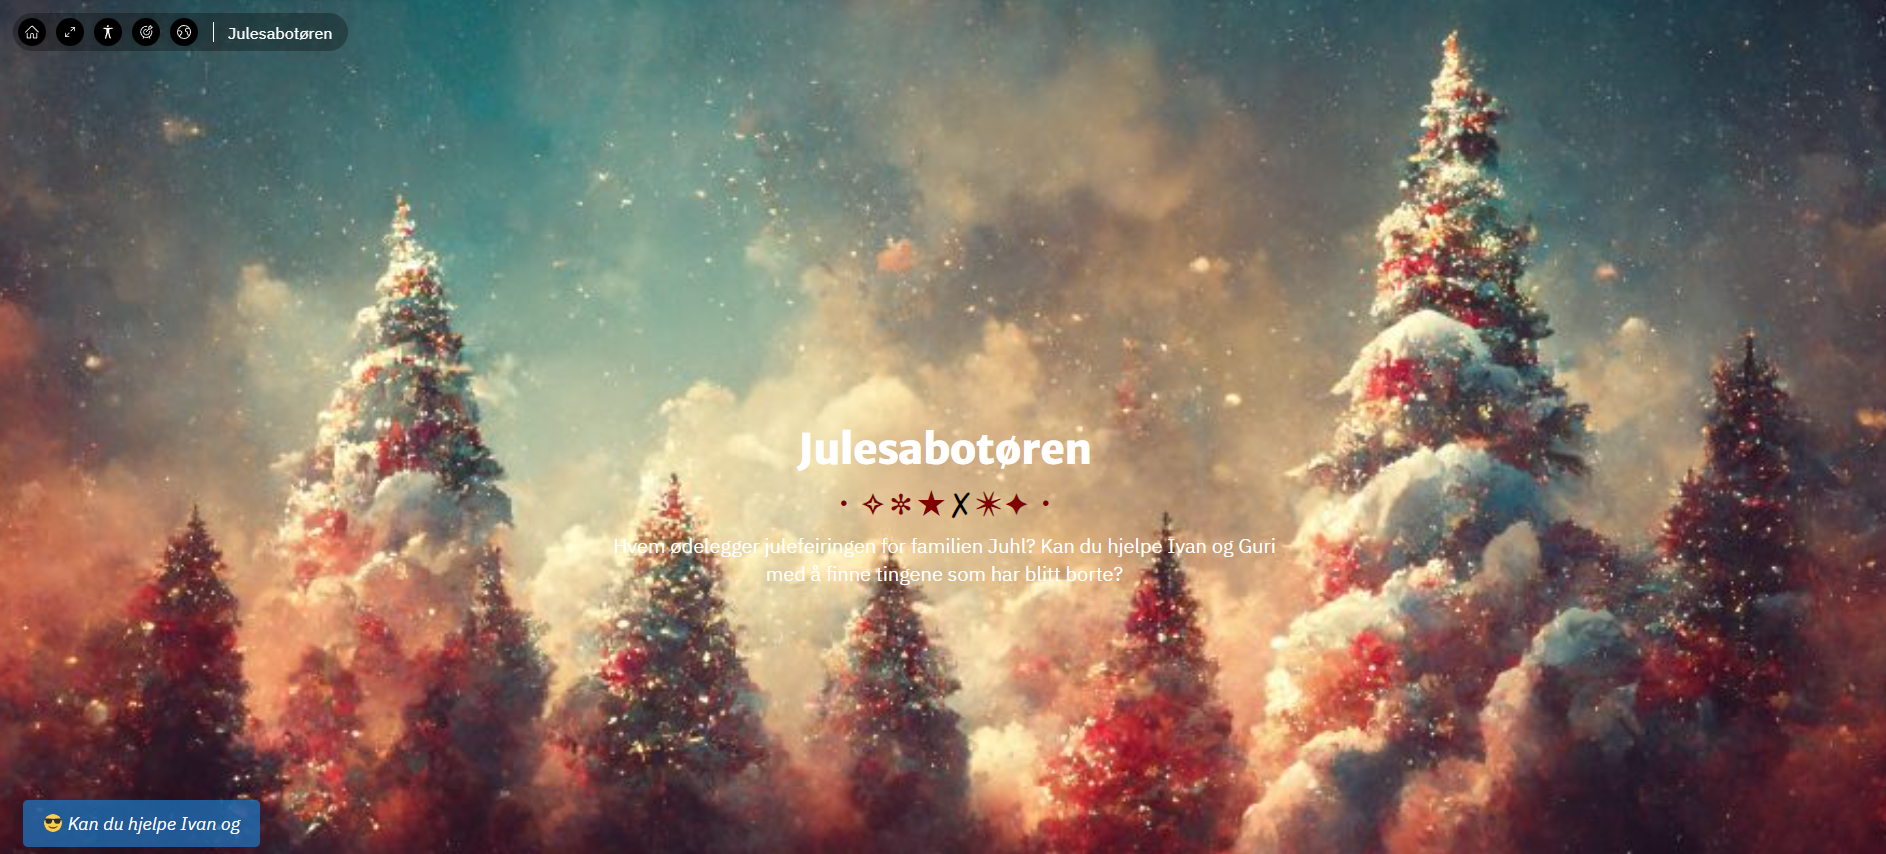 Julesabotøren
Julesabotøren
· ✧✼★✗✷✦ ·
Hvem ødelegger julefeiringen for familien Juhl? Kan du hjelpe Ivan og Guri
med å finne tingene som har blitt borte?
😎 Kan du hjelpe Ivan og